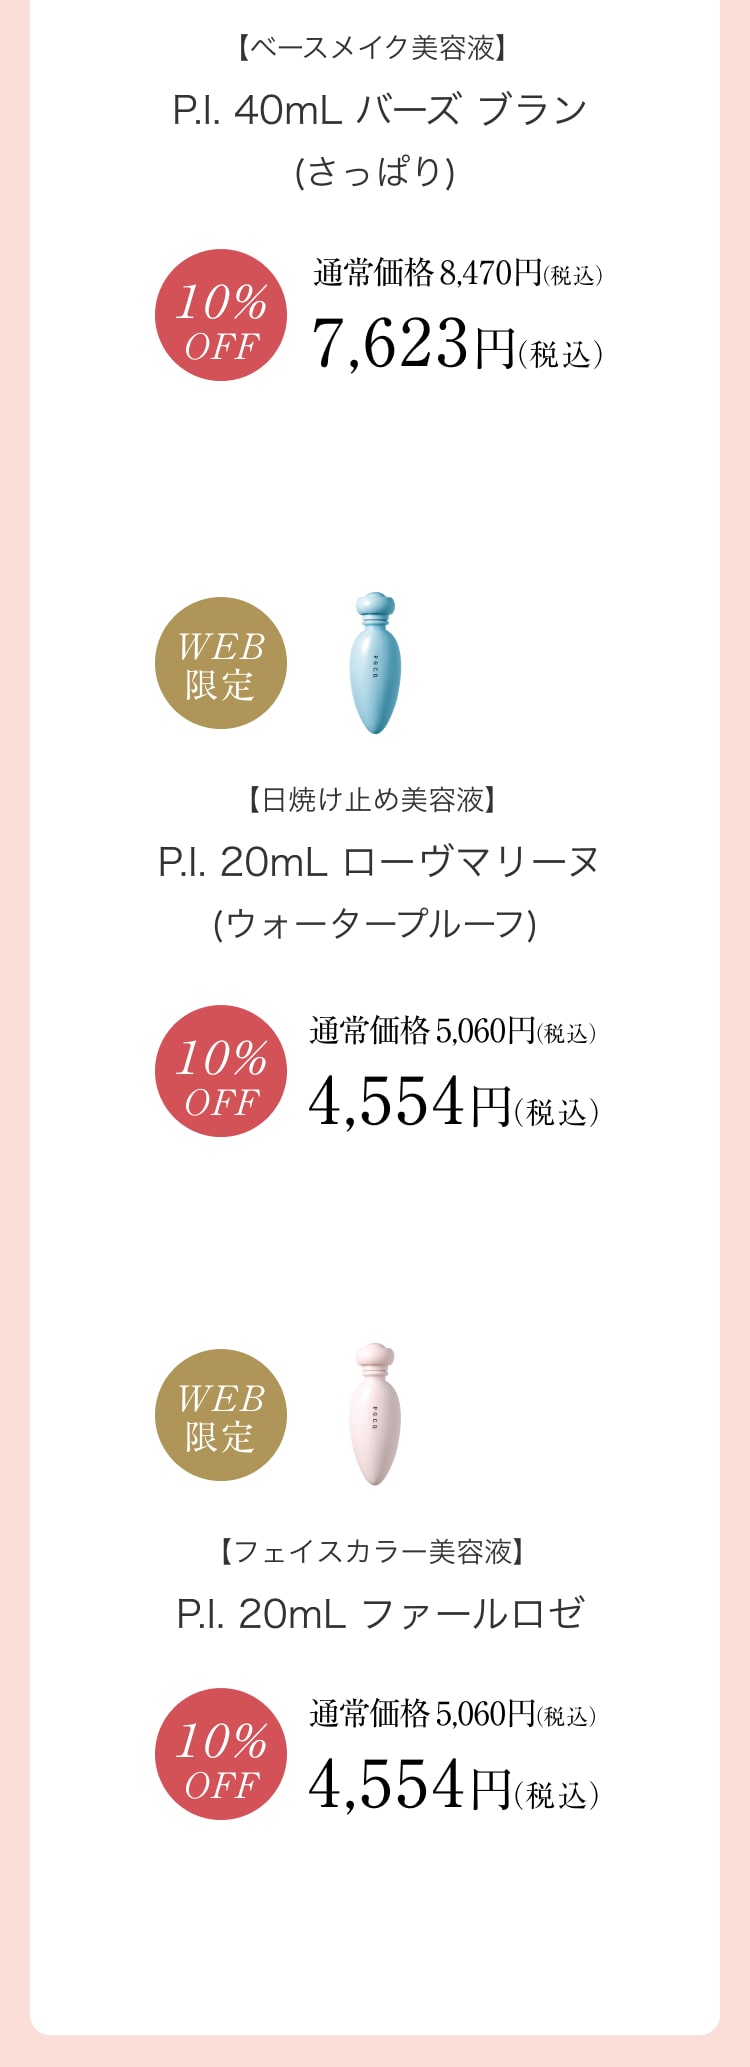 【ベースメイク美容液】
P.I. 40mL バーズ ブラン
(さっぱり)
10%
OFF
通常価格 8,470円(税込)
7,623円(税込)
WEB
限定
PGCD
【日焼け止め美容液】
P.I. 20mL ローヴマリーヌ
(ウォータープルーフ)
10%
OFF
通常価格 5,060円(税込)
4,554円(税込)
WEB
限定
PGCD
【フェイスカラー美容液】
P.I. 20mL ファールロゼ
10%
OFF
通常価格 5,060円(税込)
4,554円(税込)